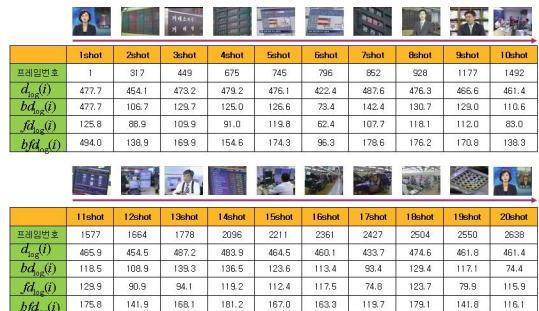 1shot 2shot 3shot 4shot 5shot 6shot 7shot 8shot 9shot 10shot
프레임번호 1 317 449 675 745 796 852 928 1177 1492
dlog(i) 477.7 454.1 473.2 479.2 476.1 422.4 487.6 476.3 466.6 461.4
bdlog(i) 477.7 106.7 129.7 125.0 126.6 73.4 142.4 130.7 129.0 110.6
fdlog(i) 125.8 88.9 109.9 91.0 119.8 62.4 107.7 118.1 112.0 83.0
bfdlog(i) 494.0 138.9 169.9 154.6 174.3 96.3 178.6 176.2 170.8 138.3
11shot 12shot 13shot 14shot 15shot 16shot 17shot 18shot 19shot 20shot
프레임번호 1577 1664 1778 2096 2211 2361 2427 2504 2550 2638
dlog(i) 465.9 454.5 487.2 483.9 464.5 460.1 433.7 474.6 461.8 461.4
bdlog(i) 118.5 108.9 139.3 136.5 123.6 113.4 93.4 129.4 117.1 74.4
fdlog(i) 129.9 90.9 94.1 119.2 112.4 117.5 74.8 123.7 79.9 115.9
bfdlog(i) 175.8 141.9 168.1 181.2 167.0 163.3 119.7 179.1 141.8 116.1